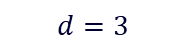 d = 3